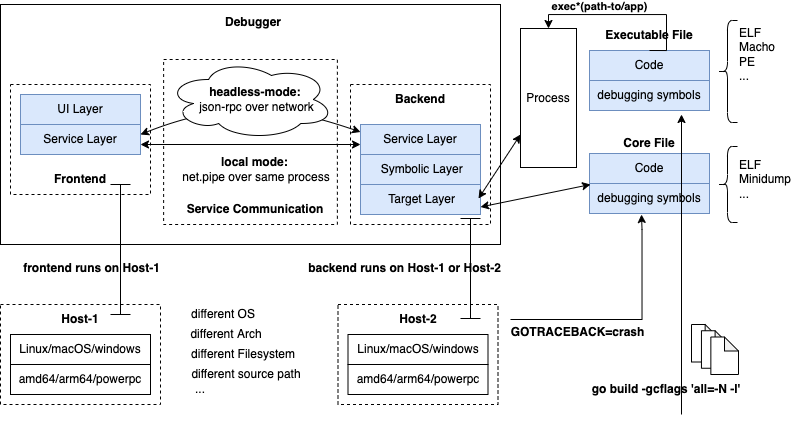 Debugger
exec*(path-to/app)
Executable File
Code
debugging symbols
ELF
Macho
PE
...
Process
headless-mode:
json-rpc over network
UI Layer
Service Layer
Frontend
local mode:
net.pipe over same process
Service Communication
Backend
Service Layer
Symbolic Layer
Target Layer
Core File
Code
debugging symbols
ELF
Minidump
...
frontend runs on Host-1
backend runs on Host-1 or Host-2
Host-1
Linux/macOS/windows
amd64/arm64/powerpc
different OS
different Arch
different Filesystem
different source path
...
Host-2
Linux/macOS/windows
amd64/arm64/powerpc
GOTRACEBACK=crash
go build -gcflags 'all=-N -l'